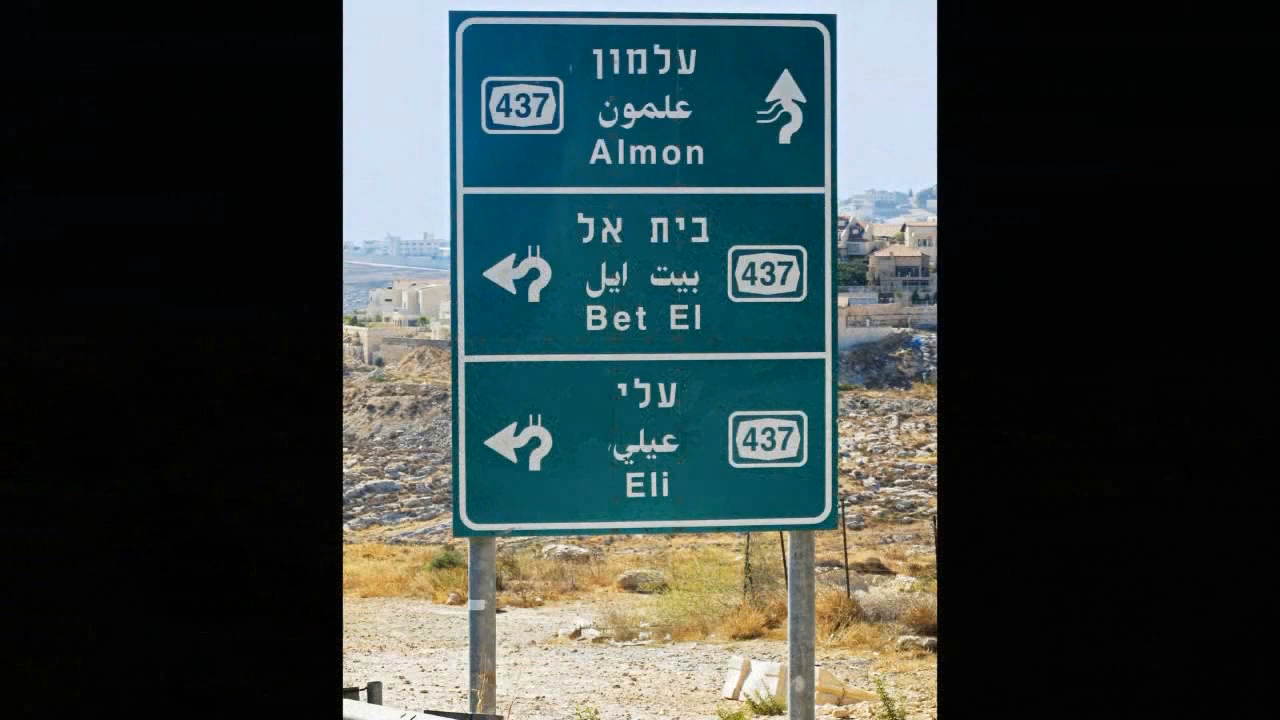 עלמון
437
علمون
Almon
בית אל
437
بيت ايل
Bet El
עלי
437
عيلي
Eli